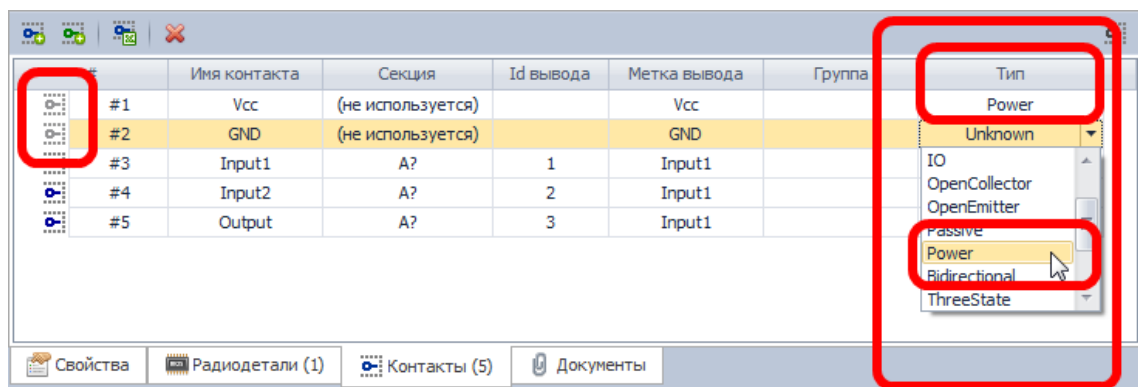 # Имя контакта Секция Id вывода Метка вывода Группа Тип
#1 Vcc (не используется) Vcc Power
#2 GND (не используется) GND Unknown
#3 Input1 A? 1 Input1
#4 Input2 A? 2 Input1
#5 Output A? 3 Input1
IO
OpenCollector
OpenEmitter
Passive
Power
Bidirectional
ThreeState
Свойства Радиодетали (1) Контакты (5) Документы